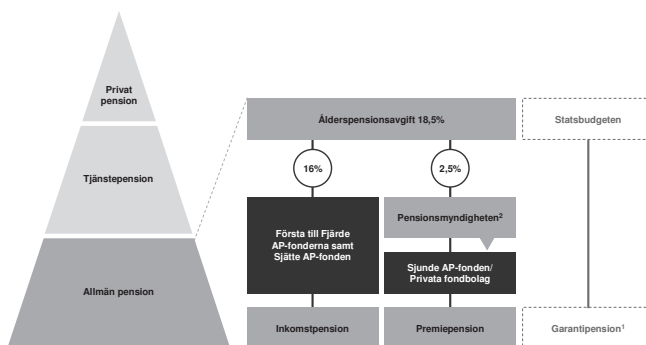 Privat
pension
Tjänstepension
Allmän pension
Ålderspensionsavgift 18,5%
Statsbudgeten
16%
2,5%
Första till Fjärde
AP-fonderna samt
Sjätte AP-fonden
Pensionsmyndigheten²
Sjunde AP-fonden/
Privata fondbolag
Inkomstpension
Premiepension
Garantipension¹